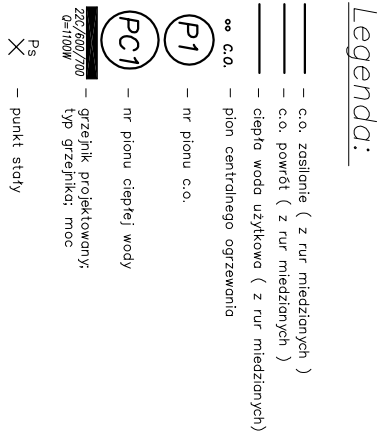 Legenda:
– c.o. zasilanie ( z rur miedzianych )
– c.o. powrót ( z rur miedzianych )
– ciepła woda użytkowa ( z rur miedzianych)
c.o. – pion centralnego ogrzewania
P1 – nr pionu c.o.
PC1 – nr pionu ciepłej wody
22C/600/700 – grzejnik projektowany;
Q=1100W typ grzejnika; moc
Ps – punkt stały